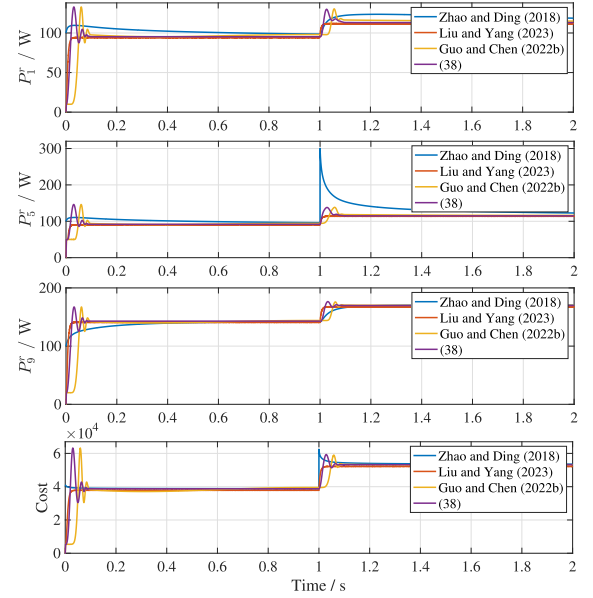 P₁ʳ / W
100
50
0
0 0.2 0.4 0.6 0.8 1 1.2 1.4 1.6 1.8 2
Zhao and Ding (2018)
Liu and Yang (2023)
Guo and Chen (2022b)
(38)
P₅ʳ / W
300
200
100
0
0 0.2 0.4 0.6 0.8 1 1.2 1.4 1.6 1.8 2
Zhao and Ding (2018)
Liu and Yang (2023)
Guo and Chen (2022b)
(38)
P₉ʳ / W
200
100
0
0 0.2 0.4 0.6 0.8 1 1.2 1.4 1.6 1.8 2
Zhao and Ding (2018)
Liu and Yang (2023)
Guo and Chen (2022b)
(38)
×10⁴
Cost
6
4
2
0
0 0.2 0.4 0.6 0.8 1 1.2 1.4 1.6 1.8 2
Zhao and Ding (2018)
Liu and Yang (2023)
Guo and Chen (2022b)
(38)
Time / s